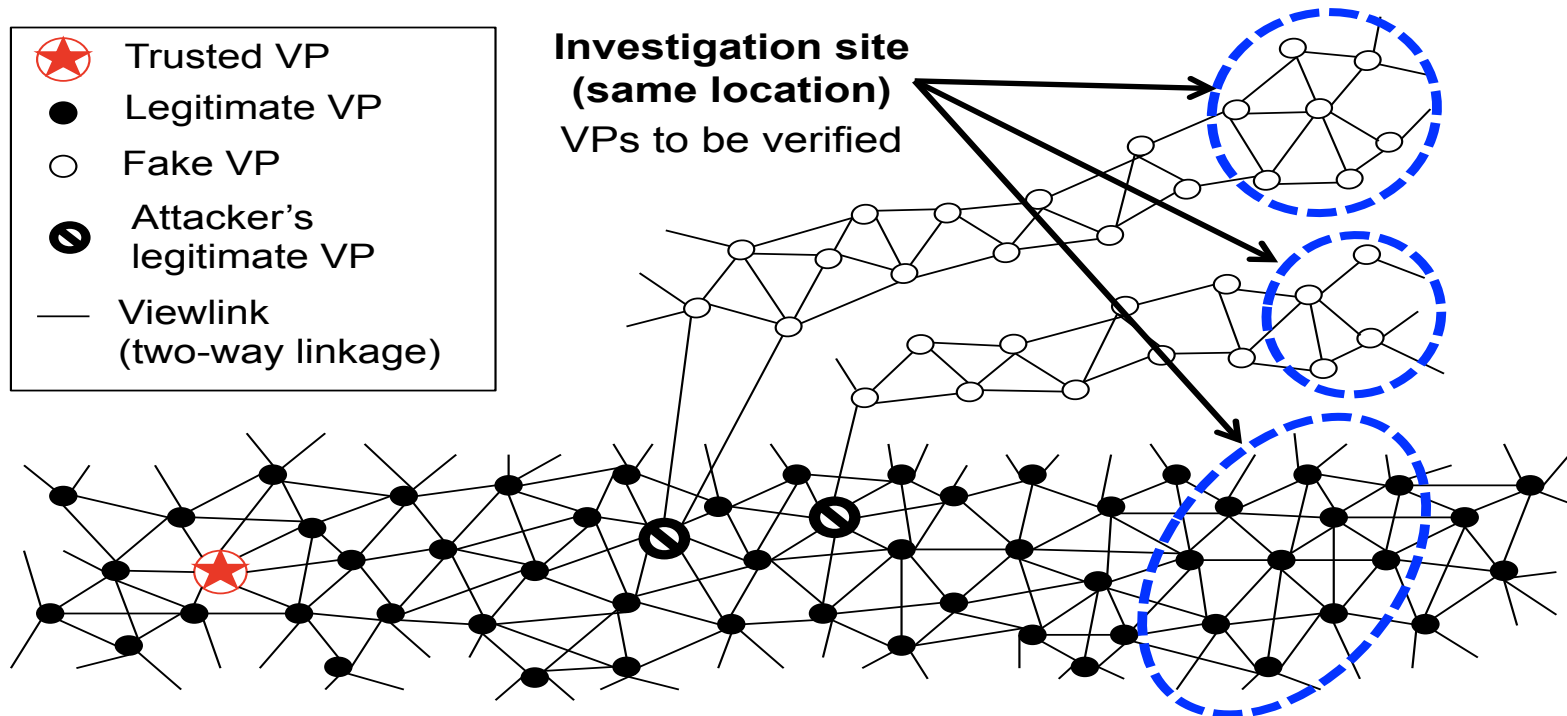 Trusted VP
Legitimate VP
Fake VP
Attacker's
legitimate VP
Viewlink
(two-way linkage)
Investigation site
(same location)
VPs to be verified